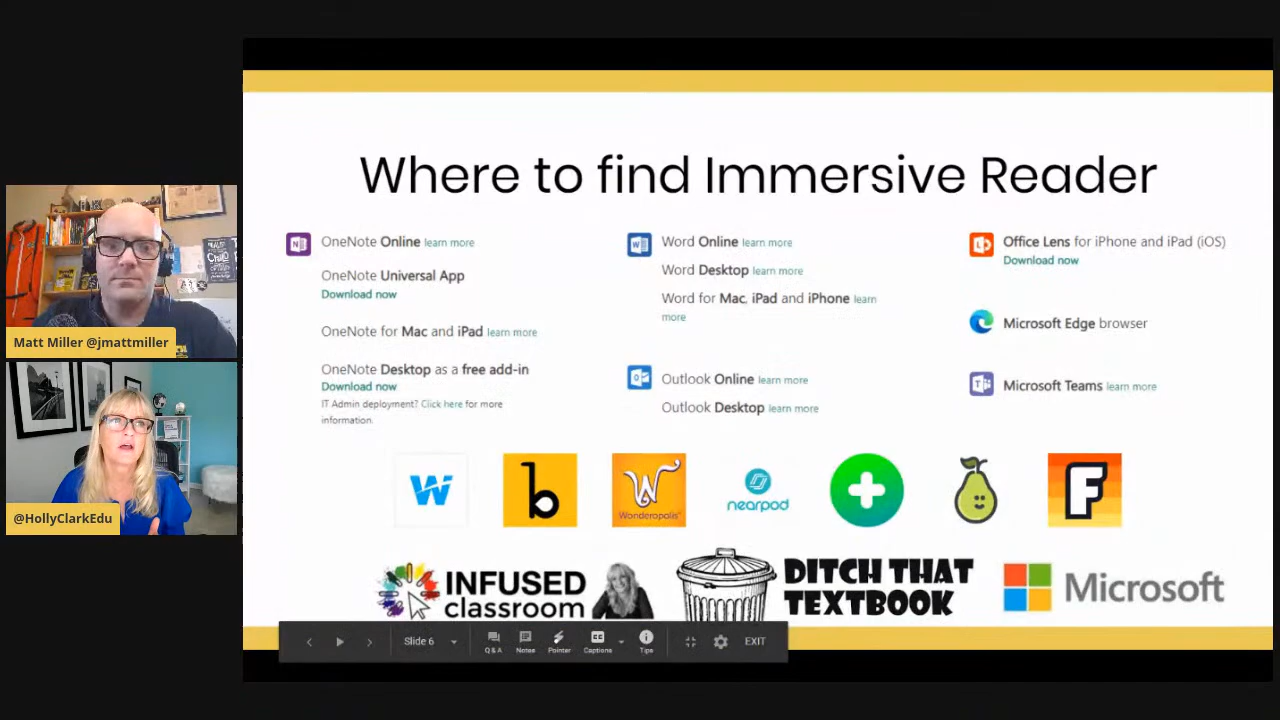 Where to find Immersive Reader
OneNote Online learn more
OneNote Universal App
Download now
OneNote for Mac and iPad learn more
OneNote Desktop as a free add-in
Download now
IT Admin deployment? Click here for more
information.
Word Online learn more
Word Desktop learn more
Word for Mac, iPad and iPhone learn
more
Outlook Online learn more
Outlook Desktop learn more
Office Lens for iPhone and iPad (iOS)
Download now
Microsoft Edge browser
Microsoft Teams learn more
W
b
W
Wonderopolis
nearpod
F
INFUSED
classroom
DITCH THAT
TEXTBOOK
Microsoft
Slide 6
Q & A
Notes
Pointer
Captions
Tips
EXIT
Matt Miller @jmattmiller
@HollyClarkEdu